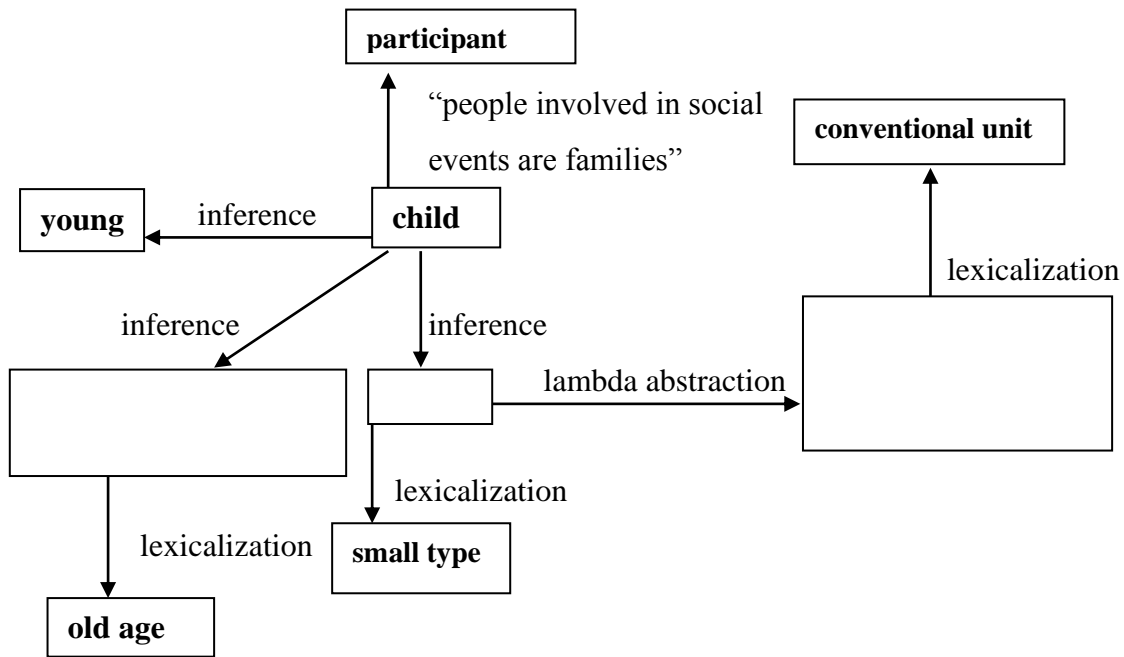 participant
“people involved in social
events are families”
conventional unit
young
inference
child
lexicalization
inference
inference
lambda abstraction
lexicalization
lexicalization
small type
old age